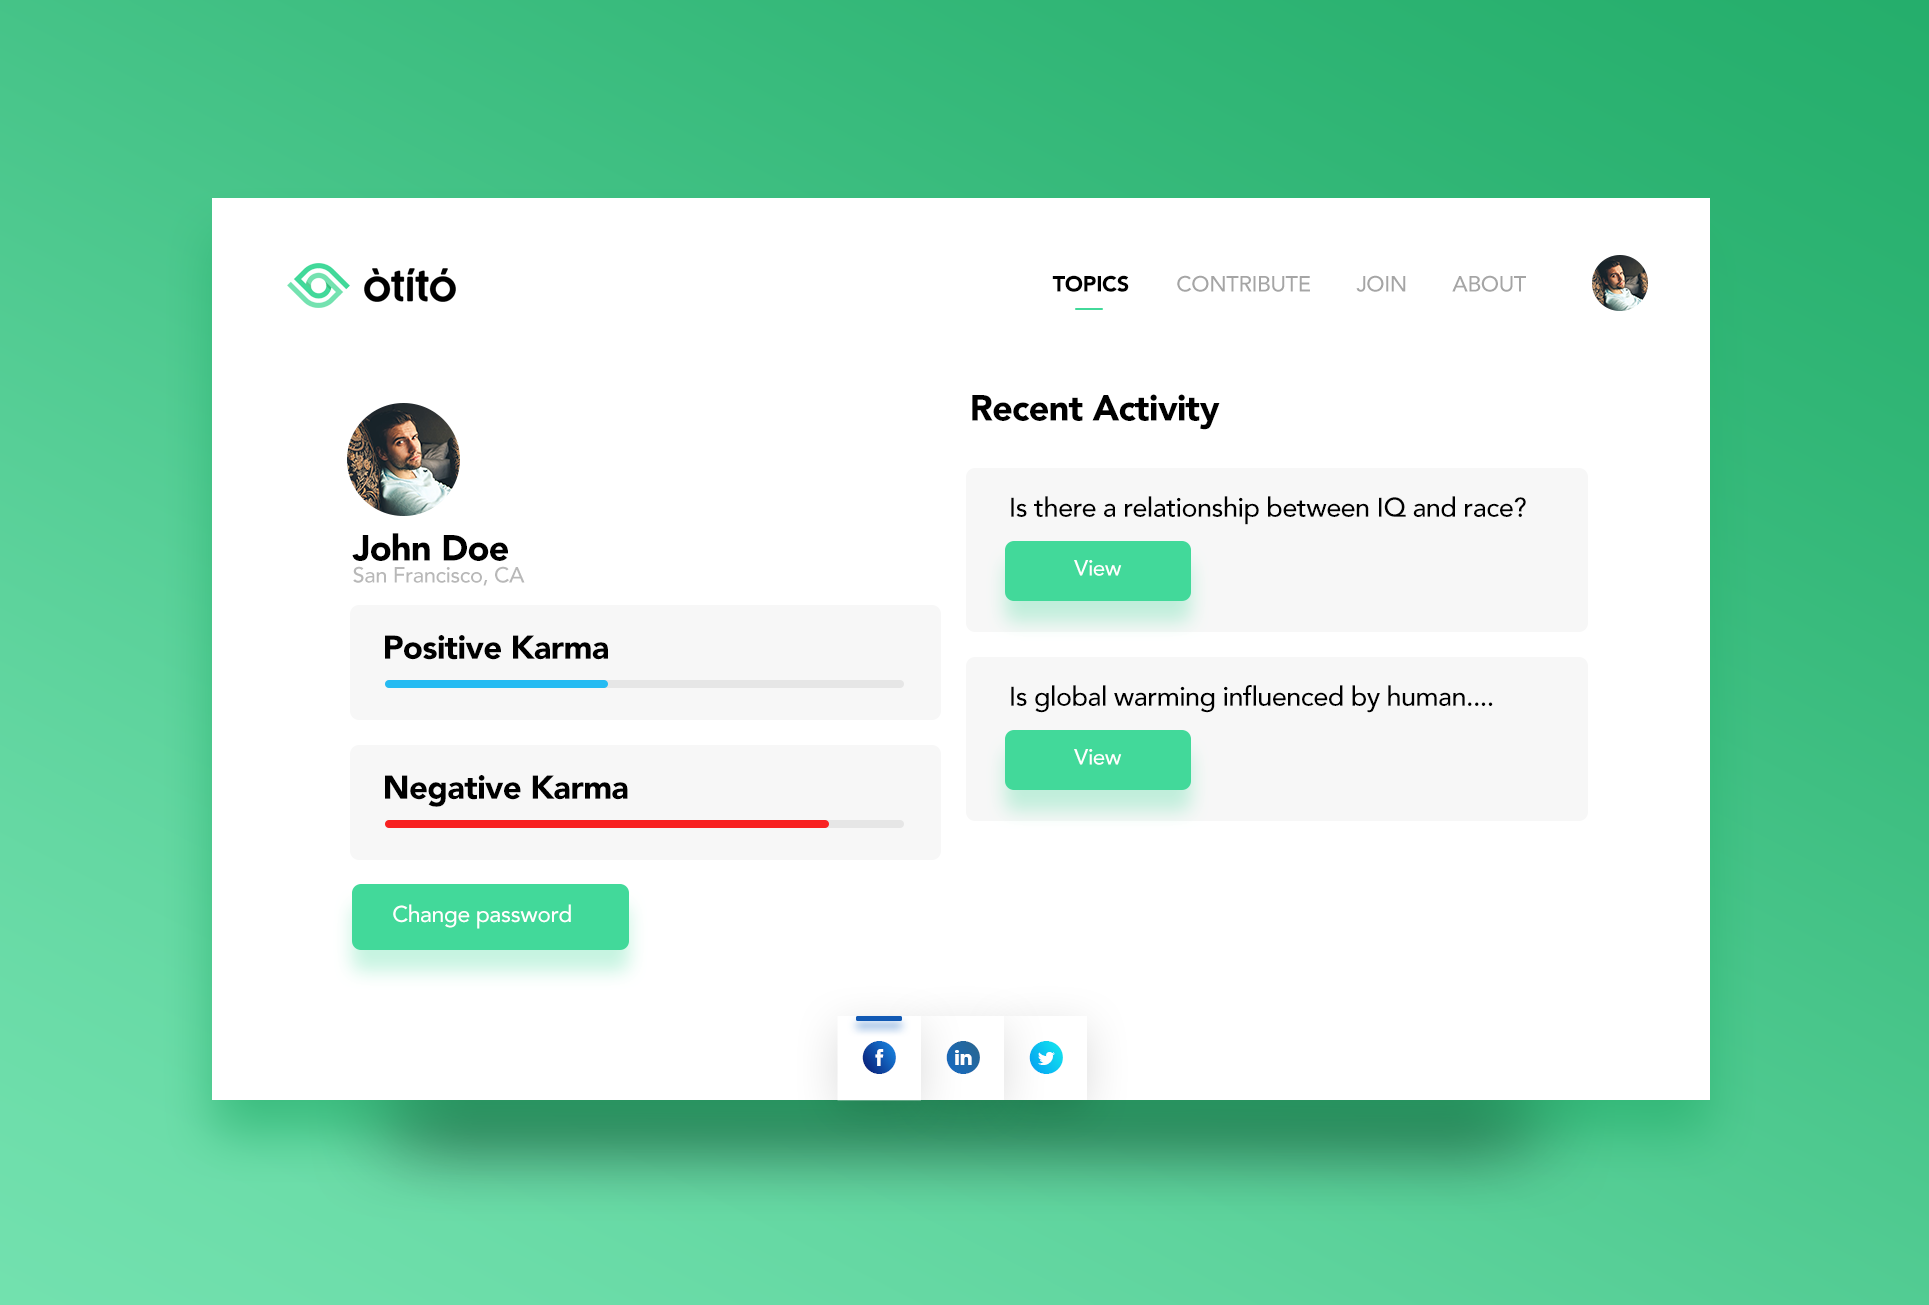 òtító
TOPICS
CONTRIBUTE
JOIN
ABOUT
John Doe
San Francisco, CA
Positive Karma
Negative Karma
Change password
Recent Activity
Is there a relationship between IQ and race?
View
Is global warming influenced by human....
View
f
in